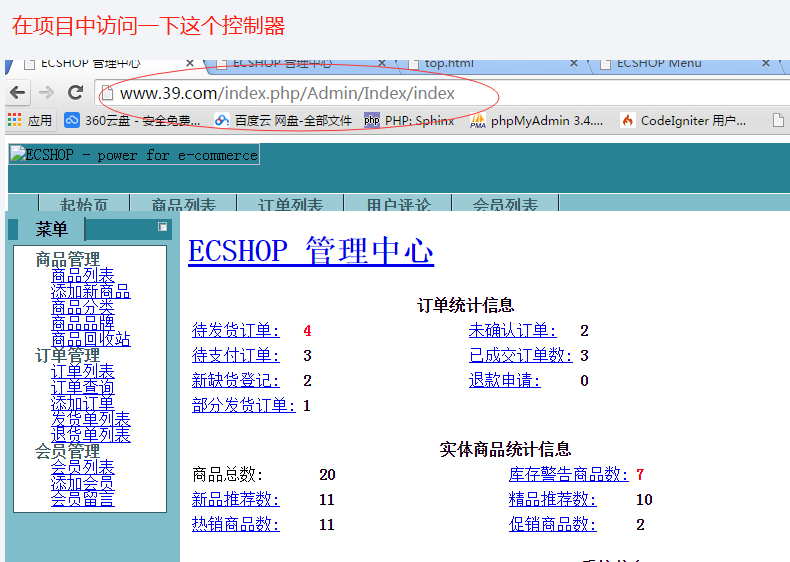 在项目中访问一下这个控制器
ECSHOP 管理中心 × ECSHOP 管理中心 × top.html × ECSHOP Menu ×
www.39.com/index.php/Admin/Index/index
应用 360云盘 - 安全免费... 百度云 网盘-全部文件 PHP: Sphinx phpMyAdmin 3.4.... CodeIgniter 用户...
ECSHOP - power for e-commerce
起始页 商品列表 订单列表 用户评论 会员列表
菜单
商品管理
商品列表
添加新商品
商品分类
商品品牌
商品回收站
订单管理
订单列表
订单查询
添加订单
发货单列表
退货单列表
会员管理
会员列表
添加会员
会员留言
ECSHOP 管理中心
订单统计信息
待发货订单: 4 未确认订单: 2
待支付订单: 3 已成交订单数: 3
新缺货登记: 2 退款申请: 0
部分发货订单: 1
实体商品统计信息
商品总数: 20 库存警告商品数: 7
新品推荐数: 11 精品推荐数: 10
热销商品数: 11 促销商品数: 2